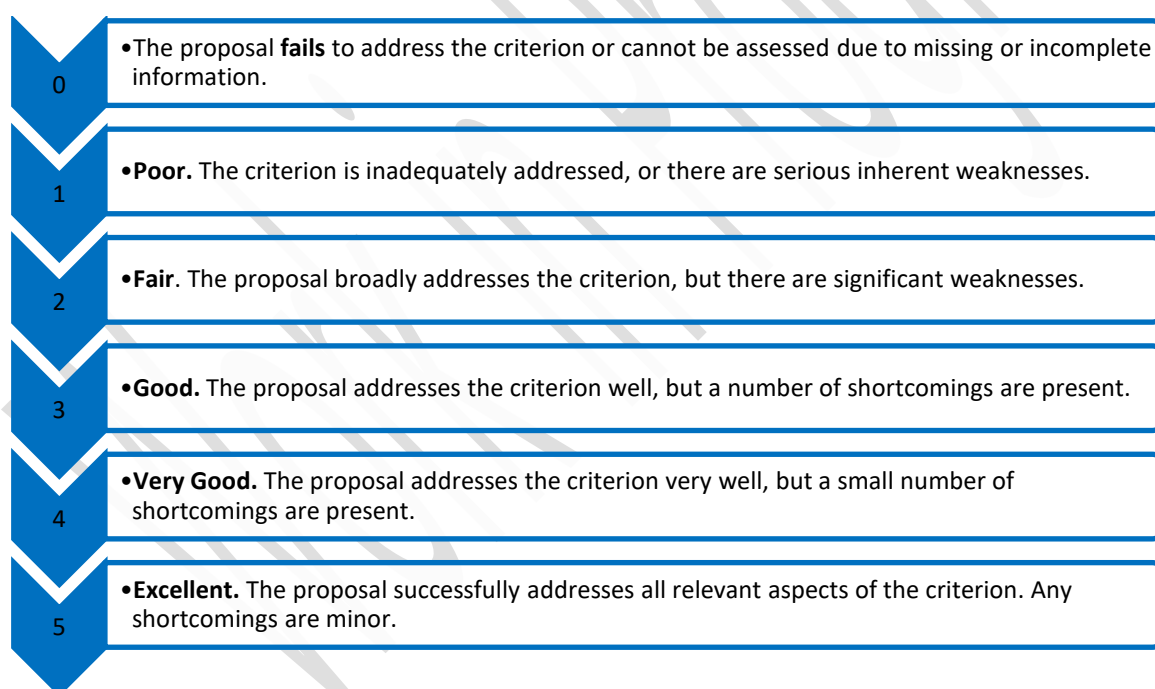 0
•The proposal fails to address the criterion or cannot be assessed due to missing or incomplete
information.
1
•Poor. The criterion is inadequately addressed, or there are serious inherent weaknesses.
2
•Fair. The proposal broadly addresses the criterion, but there are significant weaknesses.
3
•Good. The proposal addresses the criterion well, but a number of shortcomings are present.
4
•Very Good. The proposal addresses the criterion very well, but a small number of
shortcomings are present.
5
•Excellent. The proposal successfully addresses all relevant aspects of the criterion. Any
shortcomings are minor.